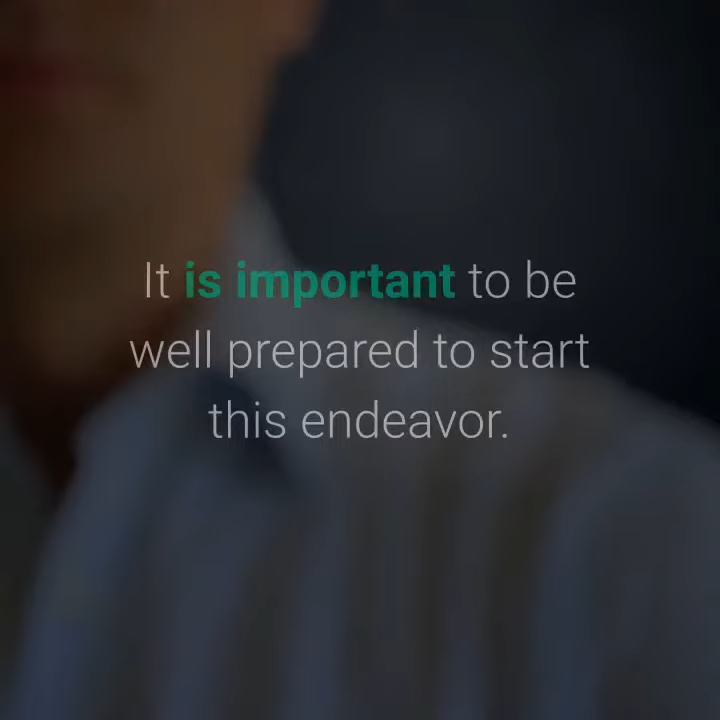 It is important to be
well prepared to start
this endeavor.